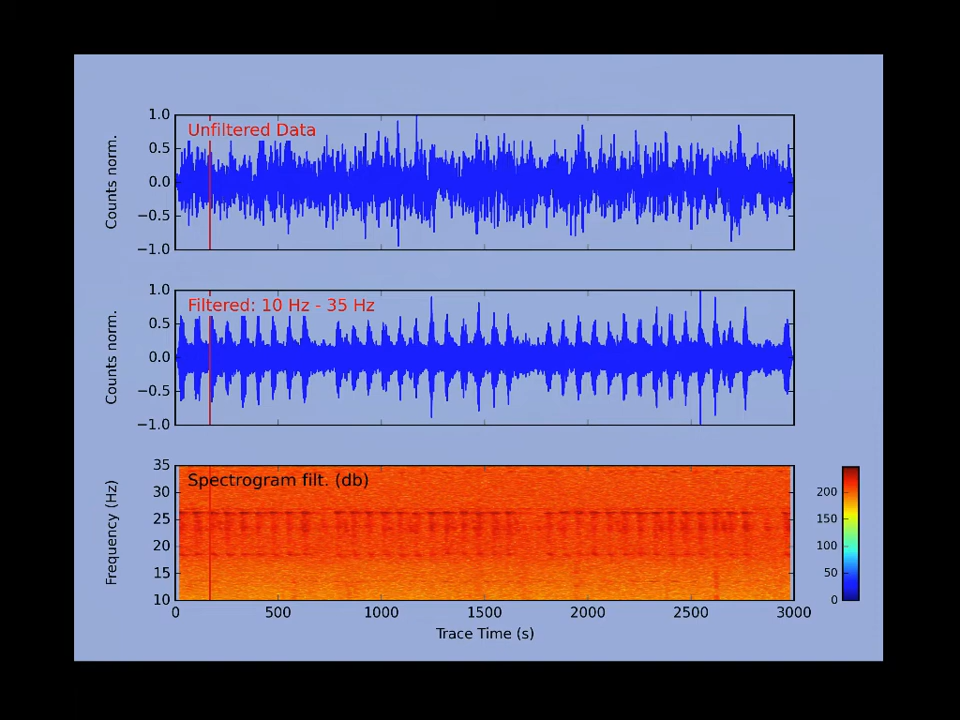 1.0
Unfiltered Data
0.5
0.0
−0.5
−1.0
Counts norm.
1.0
Filtered: 10 Hz - 35 Hz
0.5
0.0
−0.5
−1.0
Counts norm.
35
Spectrogram filt. (db)
30
25
20
15
10
Frequency (Hz)
0 500 1000 1500 2000 2500 3000
Trace Time (s)
200
150
100
50
0